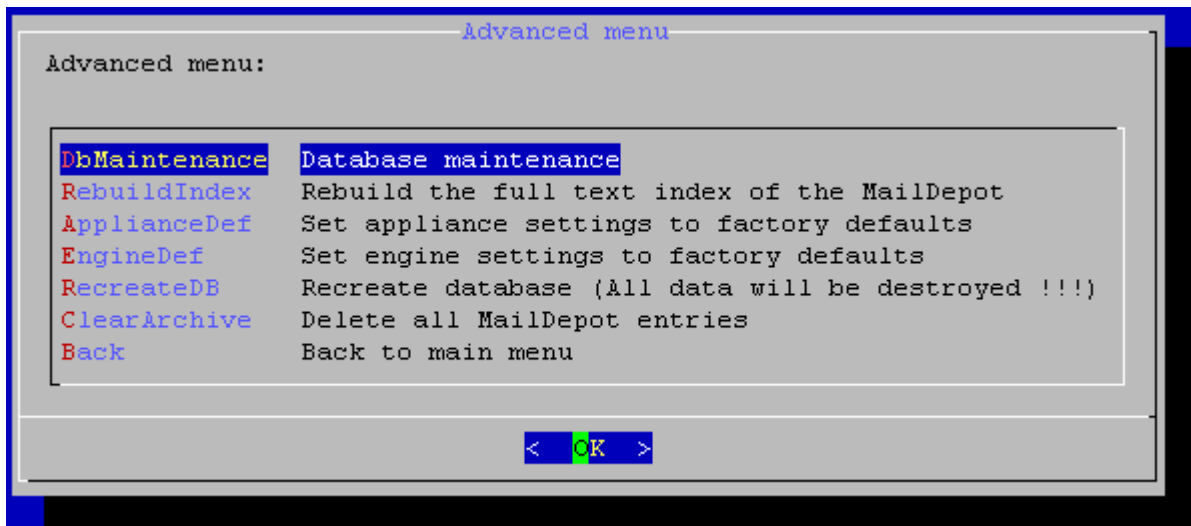 Advanced menu
Advanced menu:
DbMaintenance Database maintenance
RebuildIndex Rebuild the full text index of the MailDepot
ApplianceDef Set appliance settings to factory defaults
EngineDef Set engine settings to factory defaults
RecreateDB Recreate database (All data will be destroyed !!!)
ClearArchive Delete all MailDepot entries
Back Back to main menu
< OK >